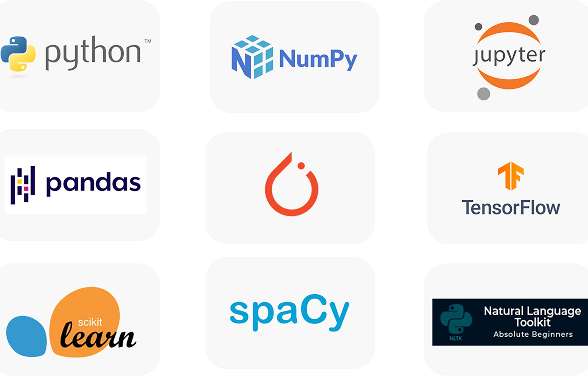 python™
NumPy
jupyter
pandas
TensorFlow
scikit
learn
spaCy
Natural Language
Toolkit
Absolute Beginners
NLTK